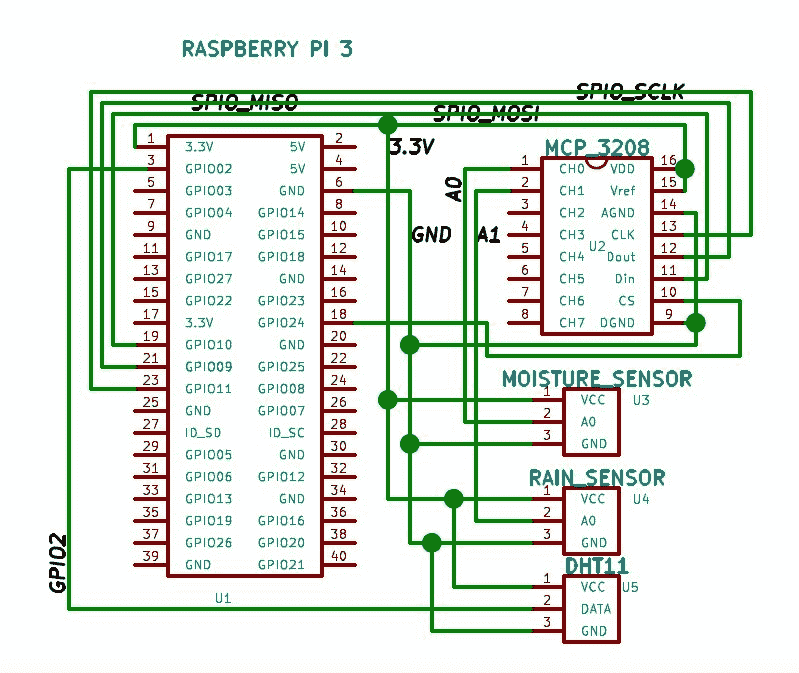 RASPBERRY PI 3
SPIO_MISO
SPIO_SCLK
SPIO_MOSI
3.3V
MCP_3208
A0
GND
A1
GPIO2
1 3.3V 5V 2
3 GPIO02 5V 4
5 GPIO03 GND 6
7 GPIO04 GPIO14 8
9 GND GPIO15 10
11 GPIO17 GPIO18 12
13 GPIO27 GND 14
15 GPIO22 GPIO23 16
17 3.3V GPIO24 18
19 GPIO10 GND 20
21 GPIO09 GPIO25 22
23 GPIO11 GPIO08 24
25 GND GPIO07 26
27 ID_SD ID_SC 28
29 GPIO05 GND 30
31 GPIO06 GPIO12 32
33 GPIO13 GND 34
35 GPIO19 GPIO16 36
37 GPIO26 GPIO20 38
39 GND GPIO21 40
U1
1 CH0 VDD 16
2 CH1 Vref 15
3 CH2 AGND 14
4 CH3 CLK 13
U2
5 CH4 Dout 12
6 CH5 Din 11
7 CH6 CS 10
8 CH7 DGND 9
MOISTURE_SENSOR
1 VCC U3
2 A0
3 GND
RAIN_SENSOR
1 VCC U4
2 A0
3 GND
DHT11
1 VCC U5
2 DATA
3 GND